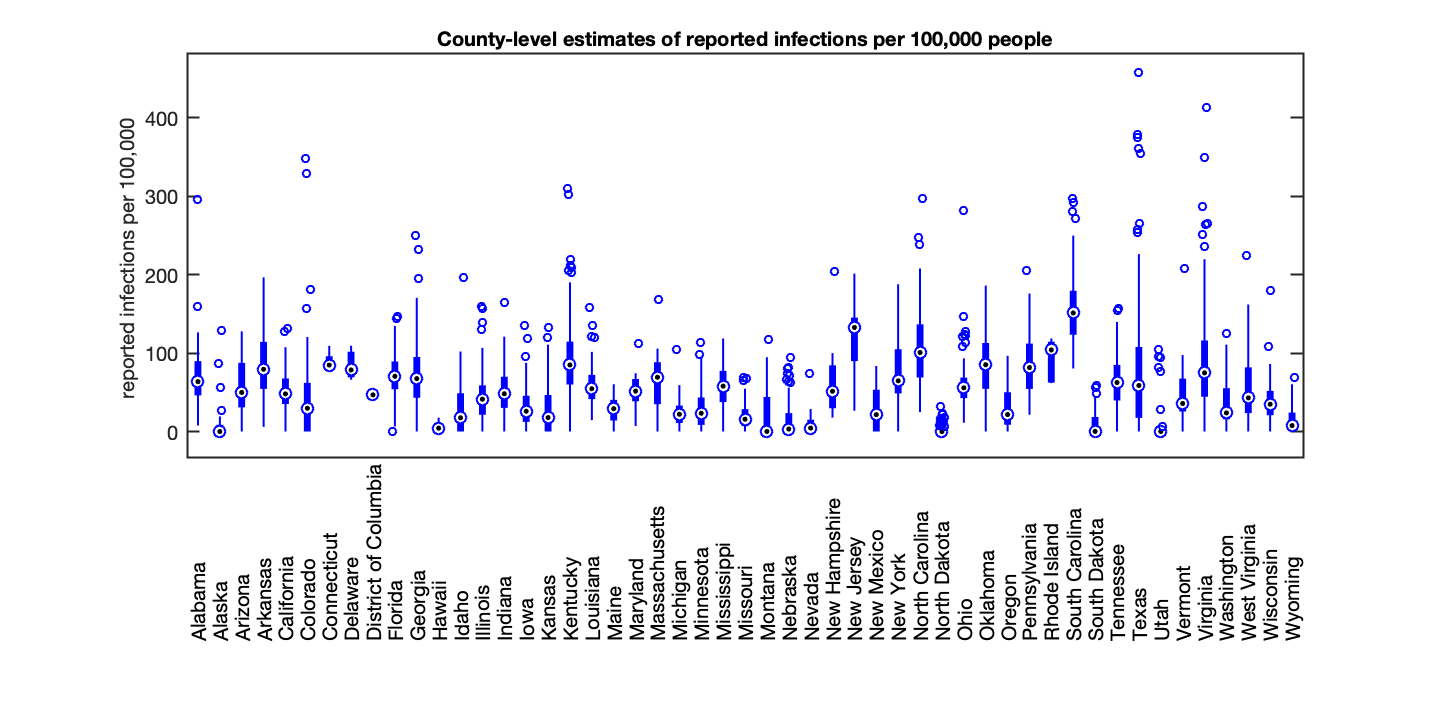 County-level estimates of reported infections per 100,000 people
reported infections per 100,000
400
300
200
100
0
Alabama
Alaska
Arizona
Arkansas
California
Colorado
Connecticut
Delaware
District of Columbia
Florida
Georgia
Hawaii
Idaho
Illinois
Indiana
Iowa
Kansas
Kentucky
Louisiana
Maine
Maryland
Massachusetts
Michigan
Minnesota
Mississippi
Missouri
Montana
Nebraska
Nevada
New Hampshire
New Jersey
New Mexico
New York
North Carolina
North Dakota
Ohio
Oklahoma
Oregon
Pennsylvania
Rhode Island
South Carolina
South Dakota
Tennessee
Texas
Utah
Vermont
Virginia
Washington
West Virginia
Wisconsin
Wyoming